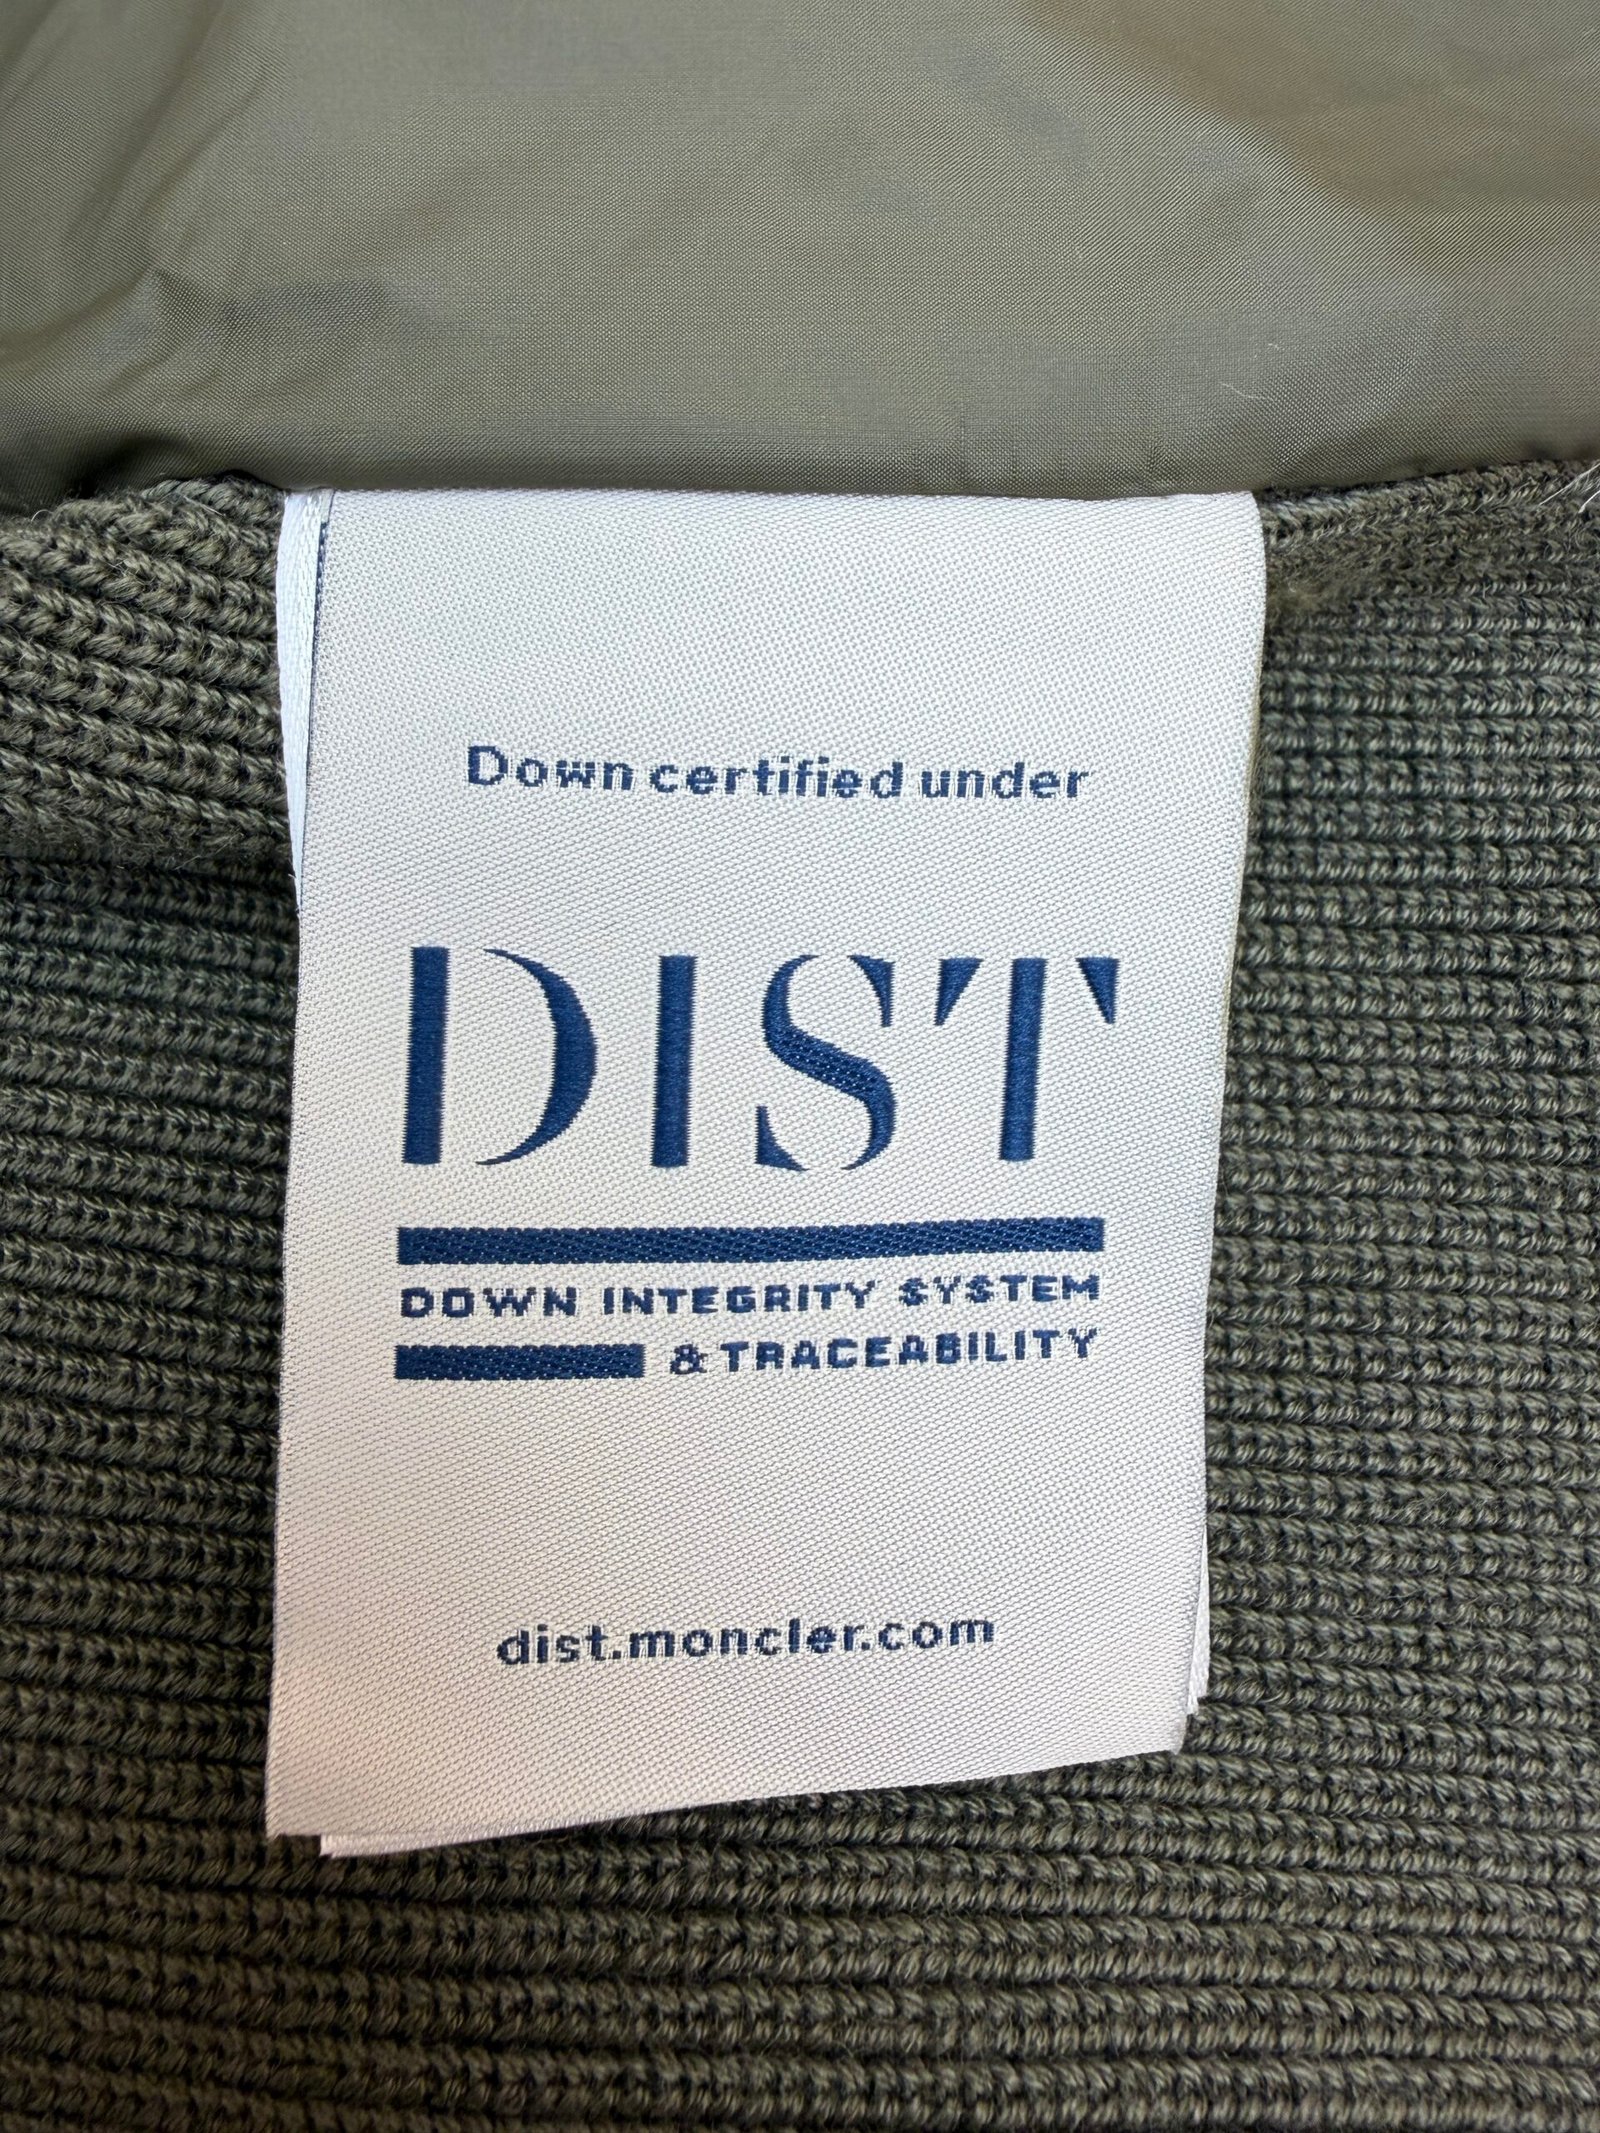 Down certified under
DIST
DOWN INTEGRITY SYSTEM
& TRACEABILITY
dist.moncler.com